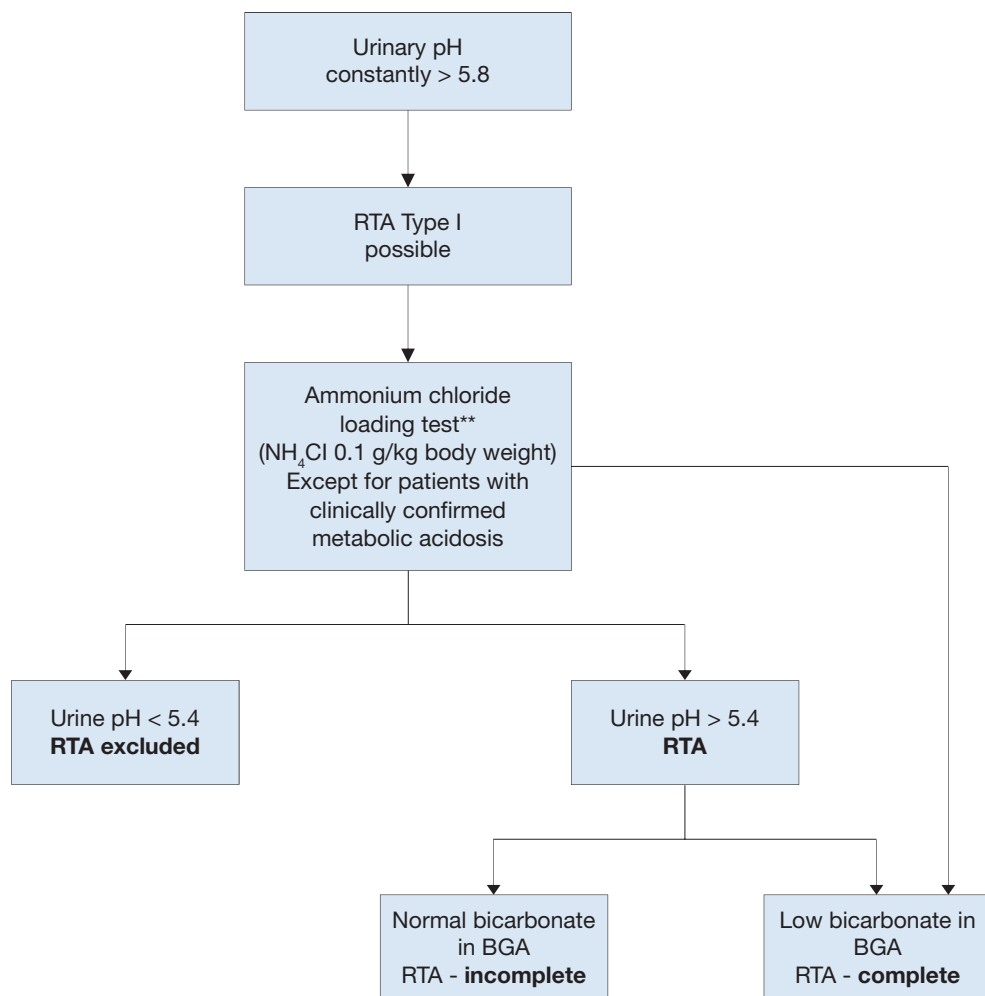 Urinary pH
constantly > 5.8
RTA Type I
possible
Ammonium chloride
loading test**
(NH₄Cl 0.1 g/kg body weight)
Except for patients with
clinically confirmed
metabolic acidosis
Urine pH < 5.4
RTA excluded
Urine pH > 5.4
RTA
Normal bicarbonate
in BGA
RTA - incomplete
Low bicarbonate in
BGA
RTA - complete